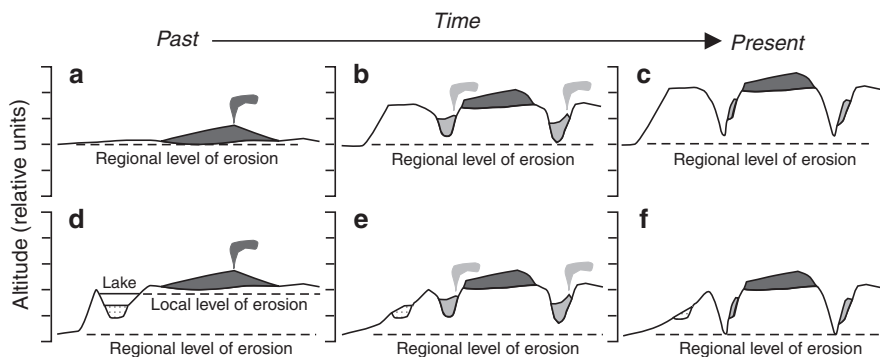 Time
Past
Present
Altitude (relative units)
a
b
c
Regional level of erosion
Regional level of erosion
Regional level of erosion
d
e
f
Lake
Local level of erosion
Regional level of erosion
Regional level of erosion
Regional level of erosion